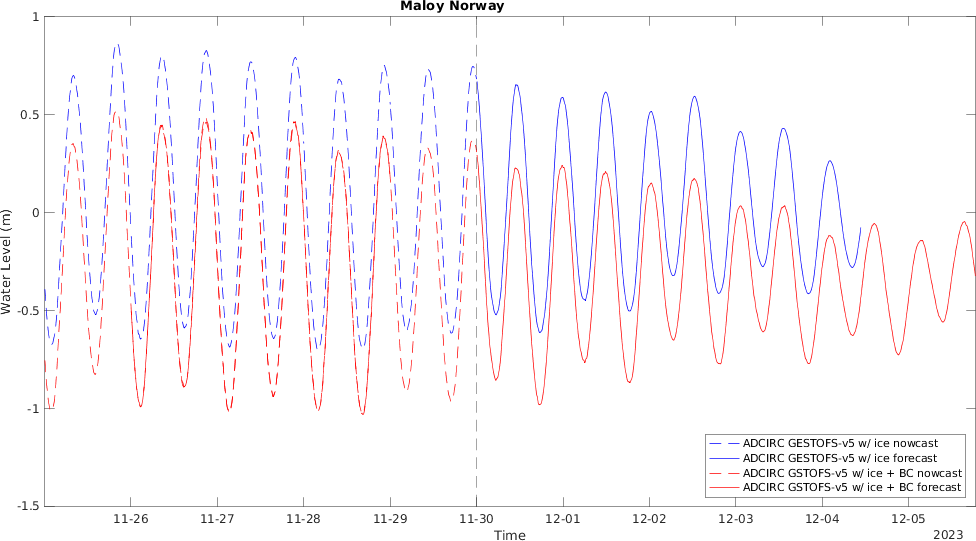 Maloy Norway
1
0.5
0
-0.5
-1
-1.5
Water Level (m)
ADCIRC GESTOFS-v5 w/ ice nowcast
ADCIRC GESTOFS-v5 w/ ice forecast
ADCIRC GSTOFS-v5 w/ ice + BC nowcast
ADCIRC GSTOFS-v5 w/ ice + BC forecast
11-26 11-27 11-28 11-29 11-30 12-01 12-02 12-03 12-04 12-05
Time
2023